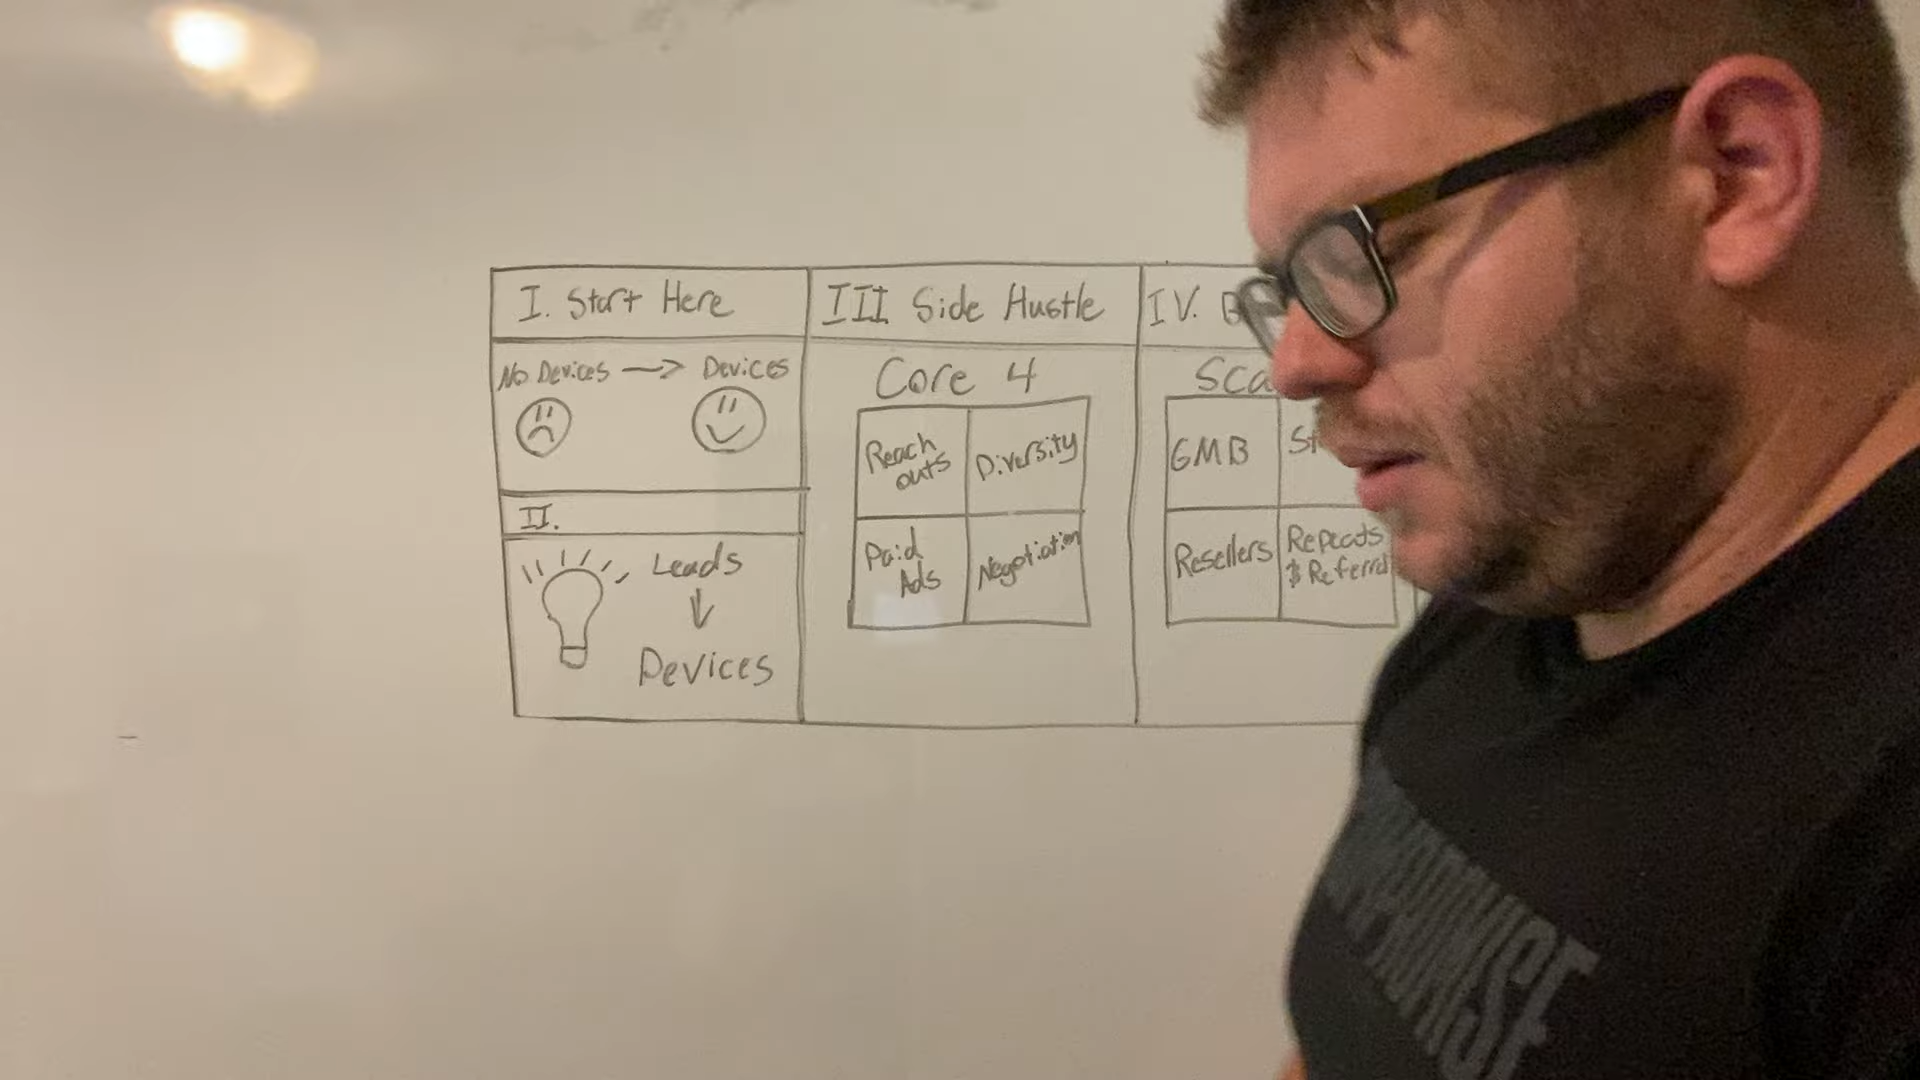 I. Start Here
No Devices → Devices
II.
Leads
↓
Devices
III Side Hustle
Core 4
Reach
outs
Diversity
Paid
Ads
Negotiation
IV.
GMB
Resellers
Repeats
& Referral